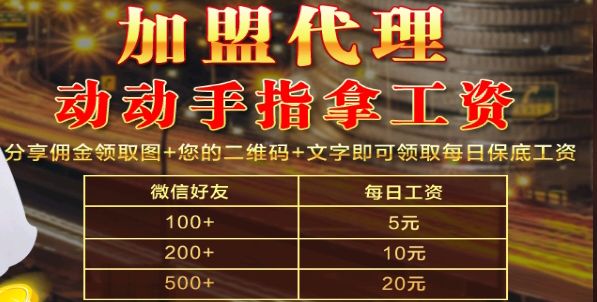 加盟代理
动动手指拿工资
分享佣金领取图+您的二维码+文字即可领取每日保底工资
微信好友 每日工资
100+ 5元
200+ 10元
500+ 20元